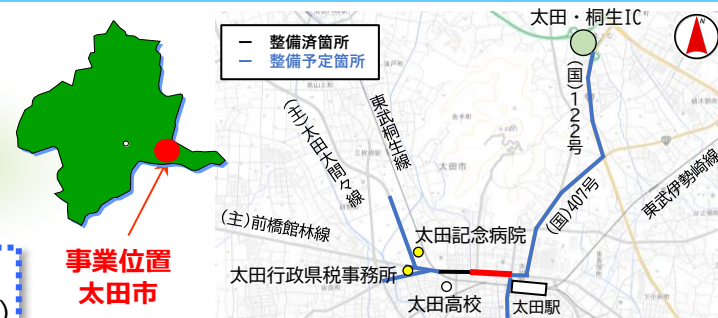 整備済箇所
整備予定箇所
太田・桐生IC
(国)122号
東武桐生線
(主)太田大間々線
太田市
東武伊勢崎線
(国)407号
(主)前橋館林線
太田記念病院
太田行政県税事務所
太田高校
太田駅
事業位置
太田市
)